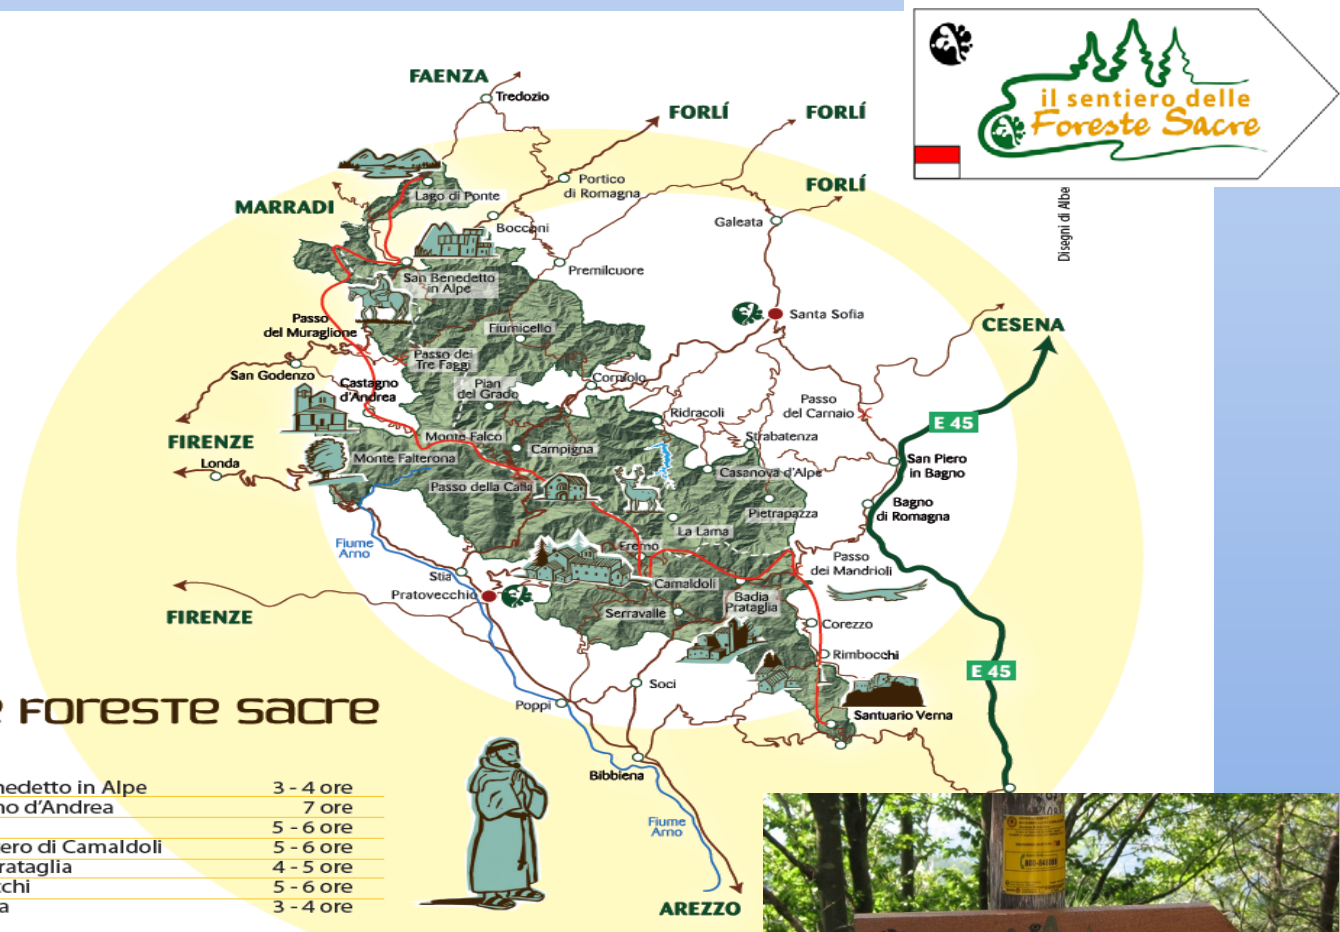 il sentiero delle
Foreste Sacre
Disegni di Albe
FAENZA
Tredozio
FORLÍ
FORLÍ
FORLÍ
MARRADI
Lago di Ponte
Portico
di Romagna
Galeata
Premilcuore
San Benedetto
in Alpe
Santa Sofia
CESENA
Passo
del Muraglione
Fiumicello
San Godenzo
Castagno
d'Andrea
Passo dei
Tre Faggi
Pian
del Grado
Corniolo
Ridracoli
Passo
del Carnaio
E 45
FIRENZE
Londa
Monte Falco
Monte Falterona
Campigna
Strabatenza
Casanova d'Alpe
San Piero
in Bagno
Passo della Calla
Pietrapazza
Bagno
di Romagna
La Lama
Fiume
Arno
Eremo
Camaldoli
Passo
dei Mandrioli
Stia
Pratovecchio
FIRENZE
Badia
Prataglia
Serravalle
Corezzo
Rimbocchi
E 45
Soci
Poppi
Santuario Verna
Bibbiena
Fiume
Arno
AREZZO
e FORESTE SACRE
nedetto in Alpe 3 - 4 ore
no d'Andrea 7 ore
5 - 6 ore
ero di Camaldoli 5 - 6 ore
rataglia 4 - 5 ore
cchi 5 - 6 ore
a 3 - 4 ore